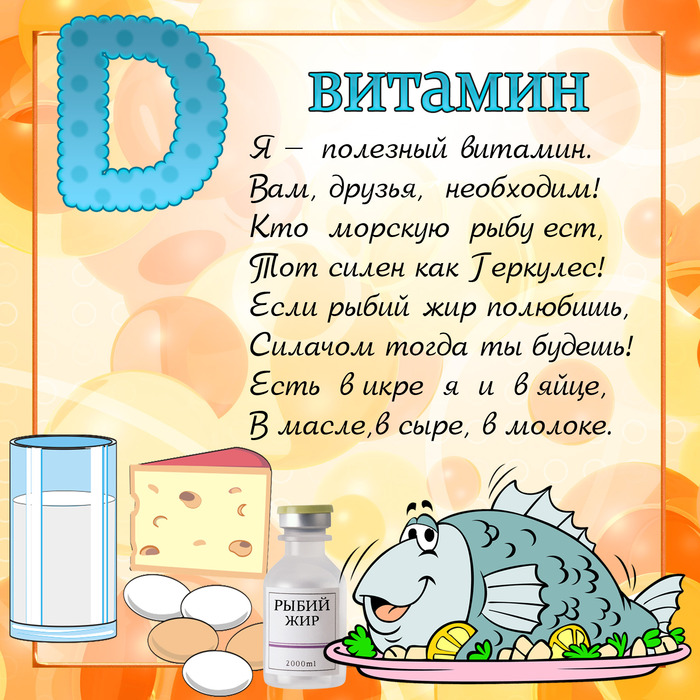 D
витамин
Я – полезный витамин.
Вам, друзья, необходим!
Кто морскую рыбу ест,
Тот силен как Геркулес!
Если рыбий жир полюбишь,
Силачом тогда ты будешь!
Есть в икре я и в яйце,
В масле,в сыре, в молоке.
РЫБИЙ
ЖИР
2000ml